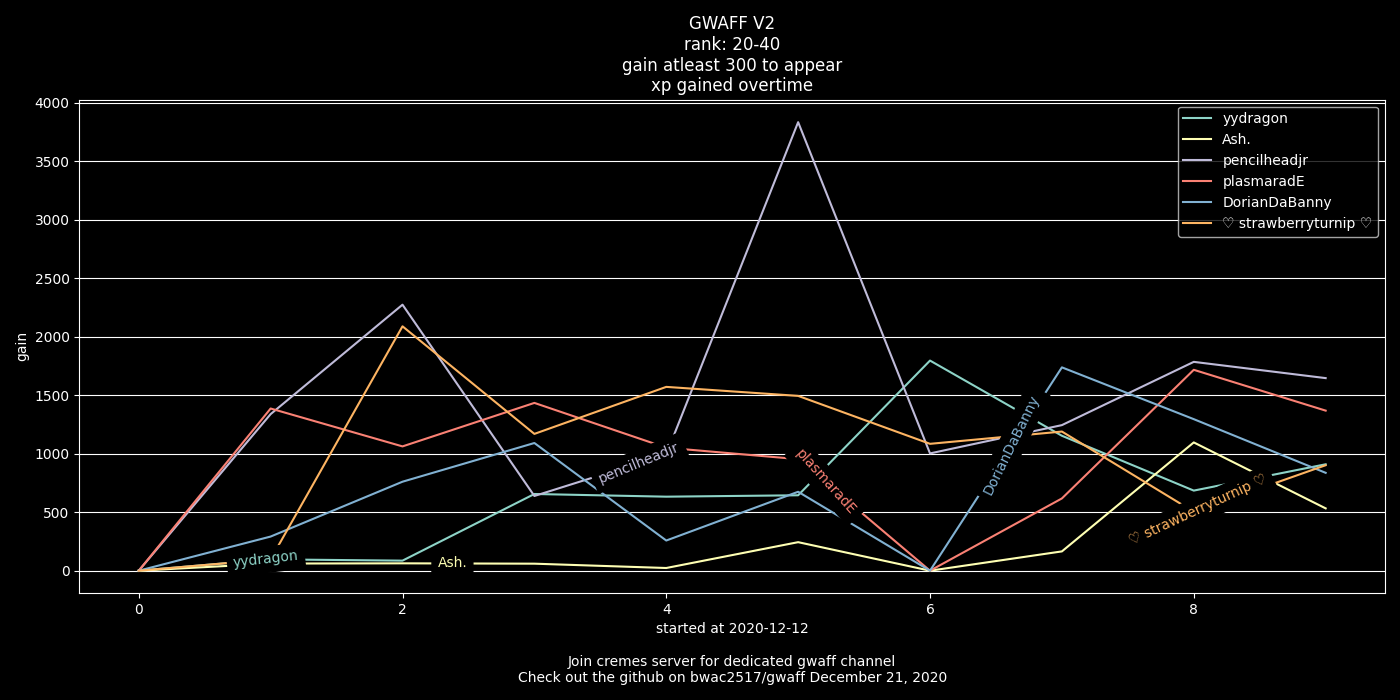 GWAFF V2
rank: 20-40
gain atleast 300 to appear
xp gained overtime
4000
3500
3000
2500
2000
1500
1000
500
0
gain
yydragon
Ash.
pencilheadjr
plasmaradE
DorianDaBanny
♡ strawberryturnip ♡
yydragon
Ash.
pencilheadjr
plasmaradE
DorianDaBanny
♡ strawberryturnip ♡
0 2 4 6 8
started at 2020-12-12
Join cremes server for dedicated gwaff channel
Check out the github on bwac2517/gwaff December 21, 2020